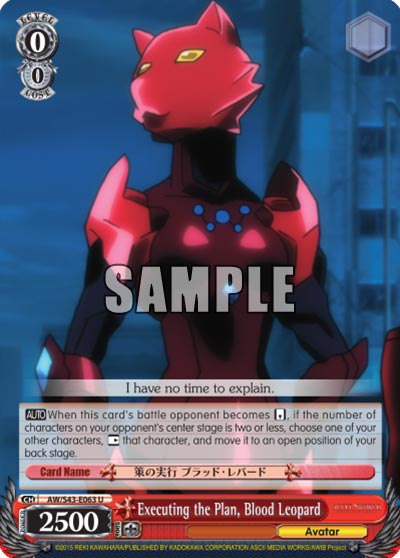 LEVEL
0
0
COST
SAMPLE
I have no time to explain.
AUTO When this card's battle opponent becomes, if the number of
characters on your opponent's center stage is two or less, choose one of your
other characters, that character, and move it to an open position of your
back stage.
Card Name 策の実行 ブラッド・レパード
CH AW/S43-E063 U
Executing the Plan, Blood Leopard
2500
Avatar
©2015 REKI KAWAHARA/PUBLISHED BY KADOKAWA CORPORATION ASCII MEDIA WORKS/AWIB Project